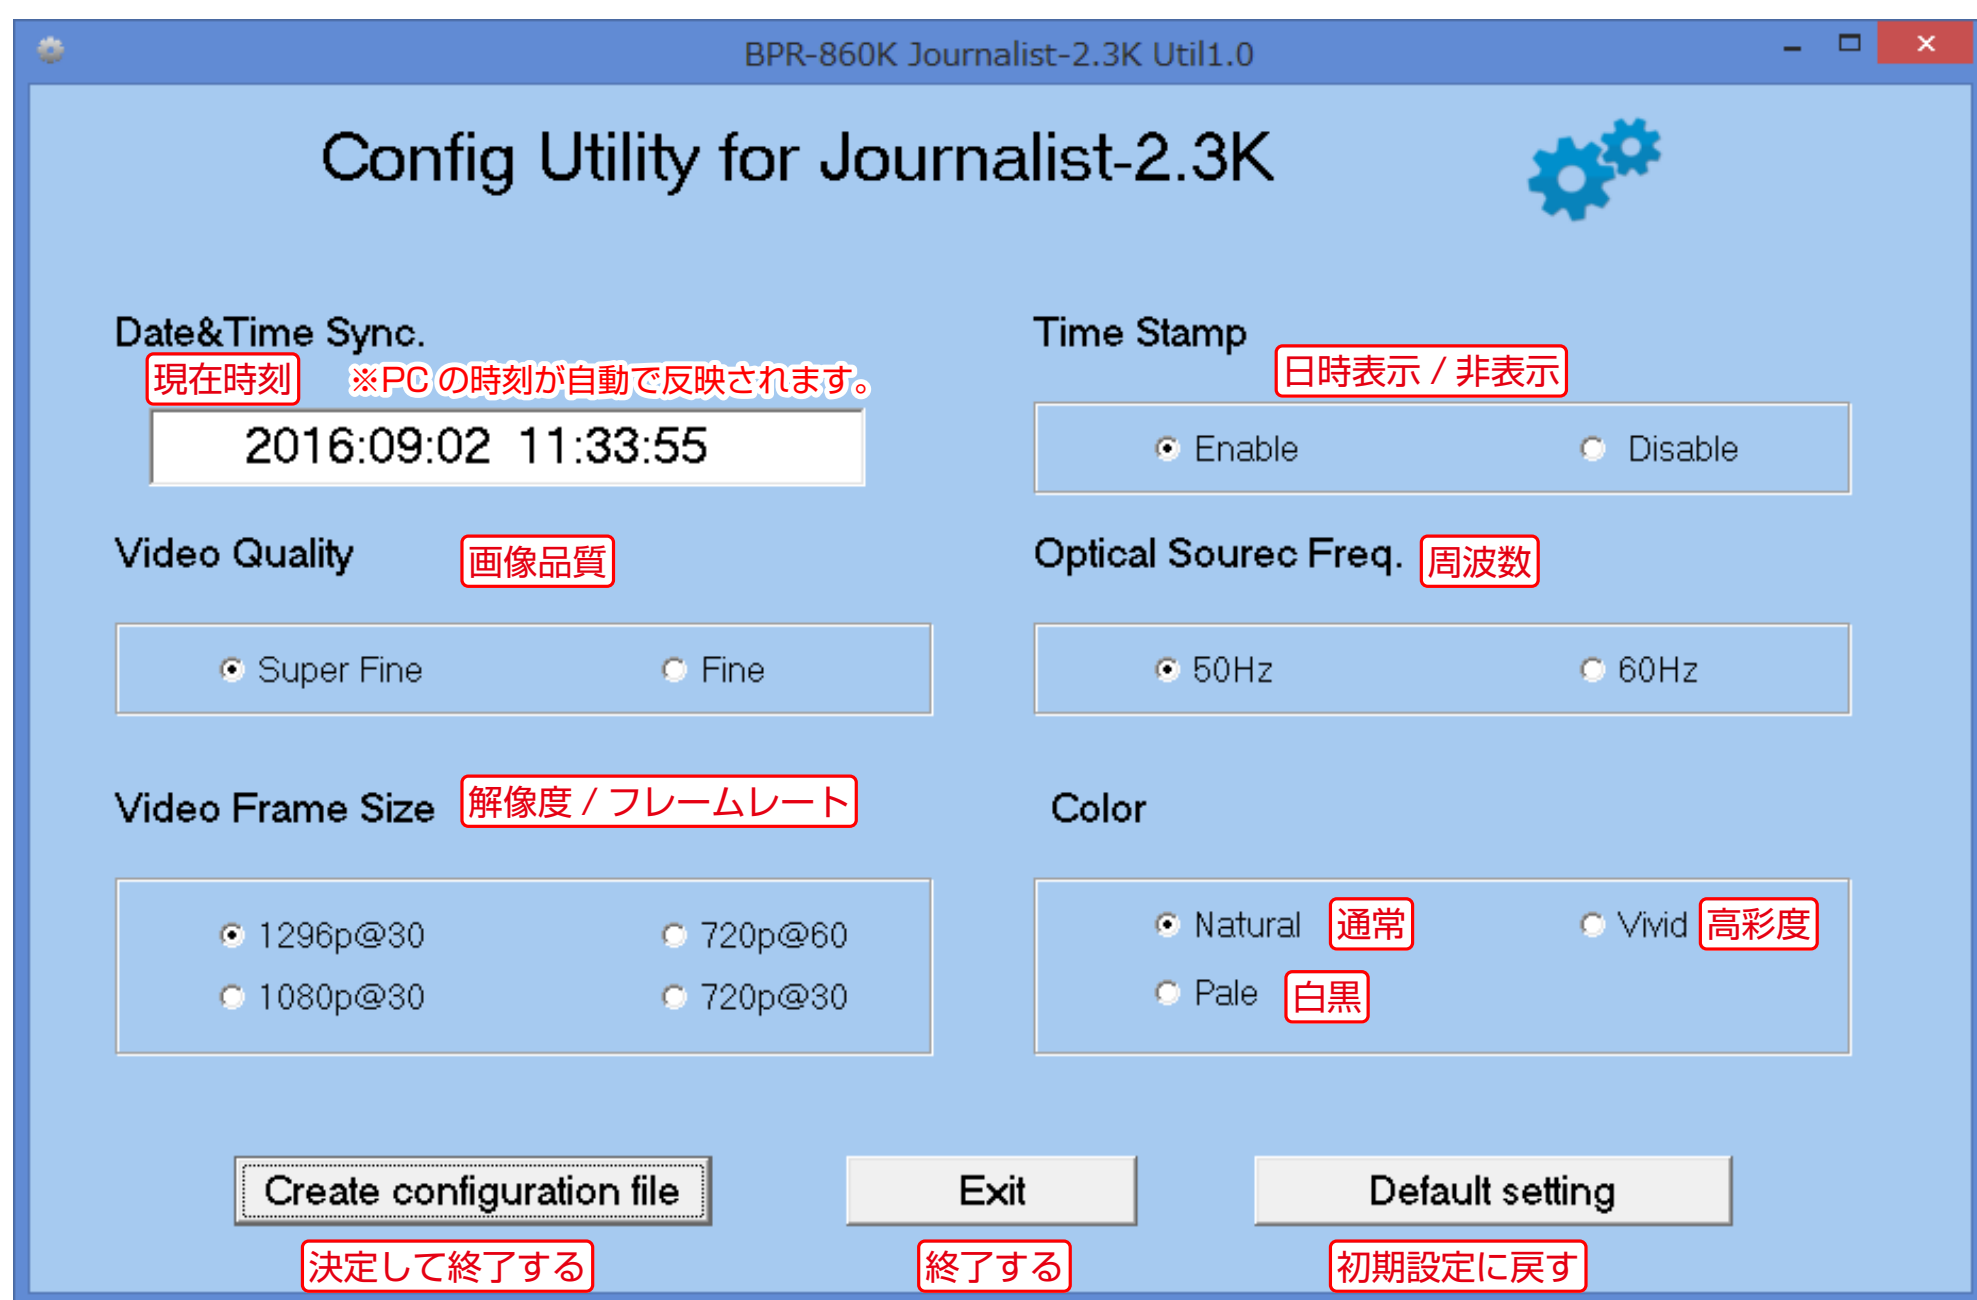 BPR-860K Journalist-2.3K Util1.0
Config Utility for Journalist-2.3K
Date&Time Sync.
現在時刻 ※PCの時刻が自動で反映されます。
2016:09:02 11:33:55
Time Stamp
日時表示 / 非表示
Enable Disable
Video Quality 画像品質
Super Fine Fine
Optical Sourec Freq. 周波数
50Hz 60Hz
Video Frame Size 解像度 / フレームレート
1296p@30 720p@60
1080p@30 720p@30
Color
Natural 通常 Vivid 高彩度
Pale 白黒
Create configuration file Exit Default setting
決定して終了する 終了する 初期設定に戻す